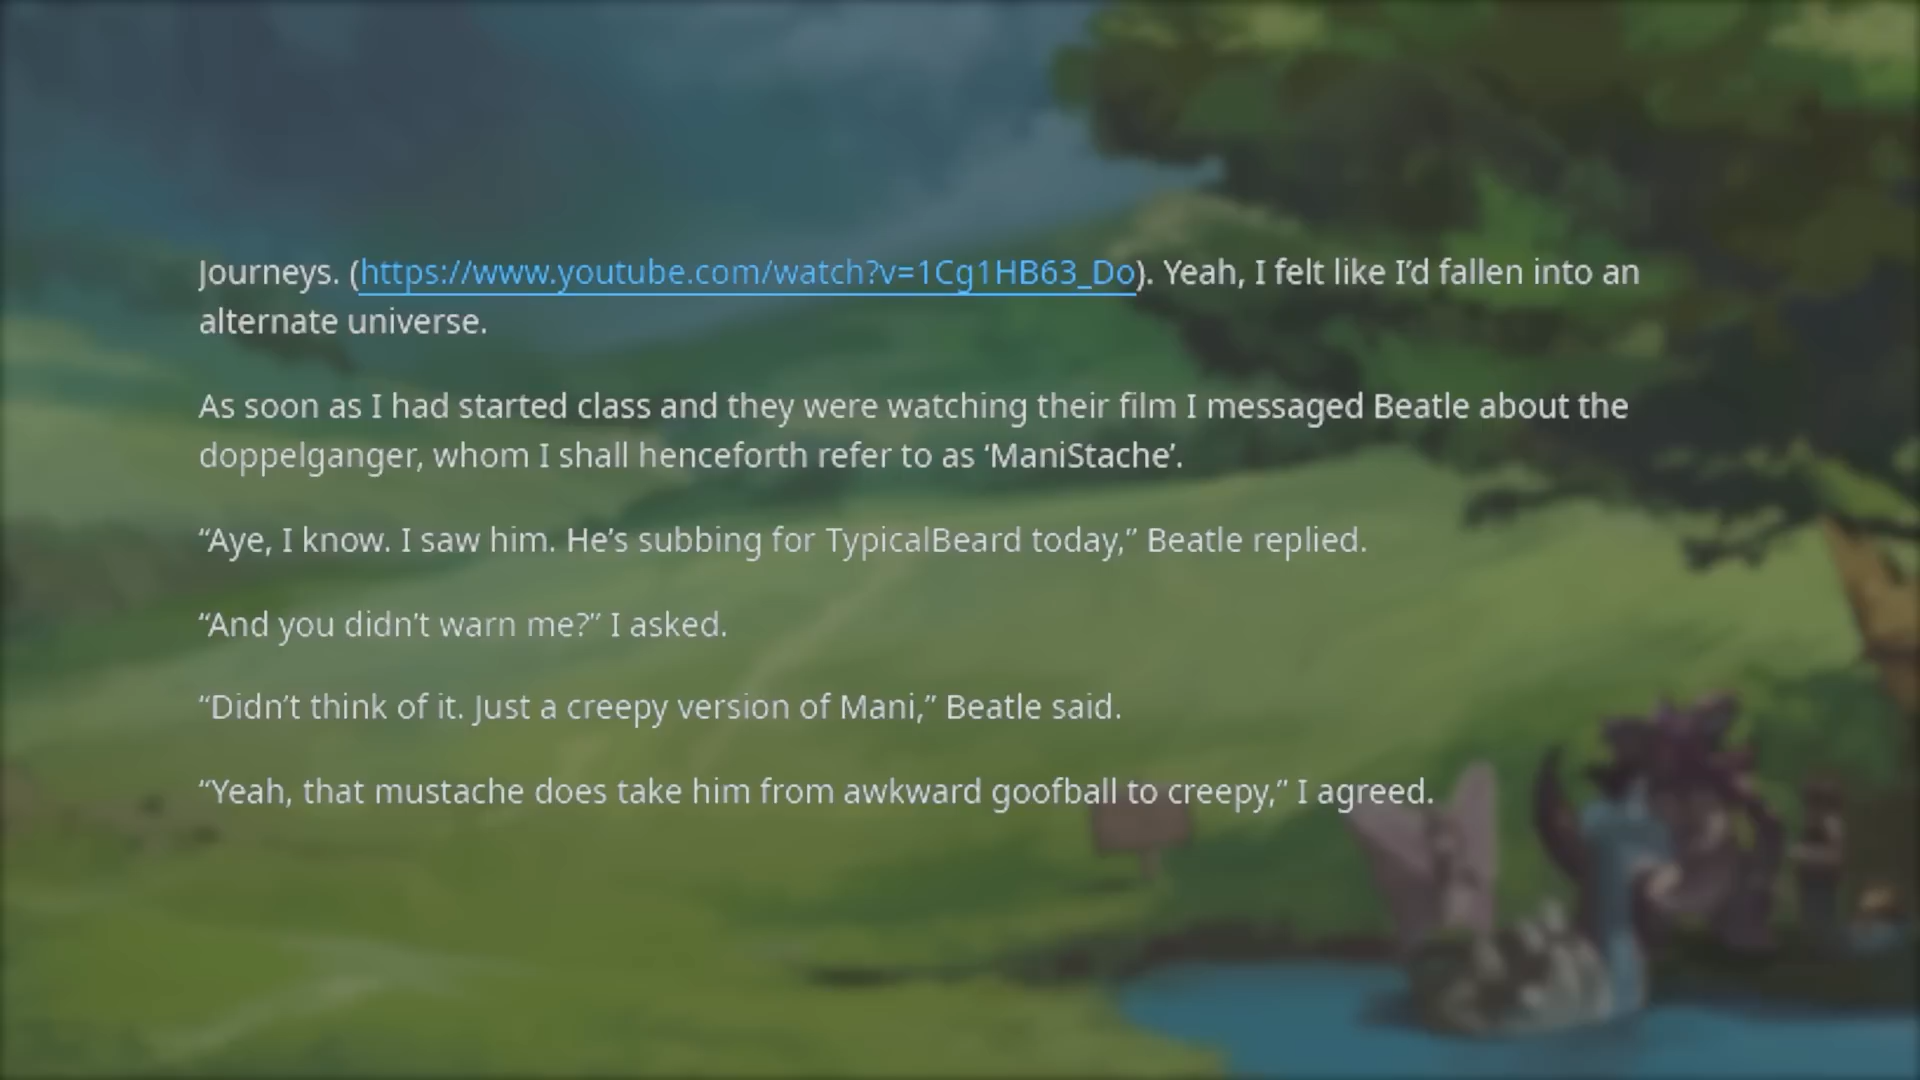 Journeys. (https://www.youtube.com/watch?v=1Cg1HB63_Do). Yeah, I felt like I’d fallen into an
alternate universe.
As soon as I had started class and they were watching their film I messaged Beatle about the
doppelganger, whom I shall henceforth refer to as ‘ManiStache’.
“Aye, I know. I saw him. He’s subbing for TypicalBeard today,” Beatle replied.
“And you didn’t warn me?” I asked.
“Didn’t think of it. Just a creepy version of Mani,” Beatle said.
“Yeah, that mustache does take him from awkward goofball to creepy,” I agreed.